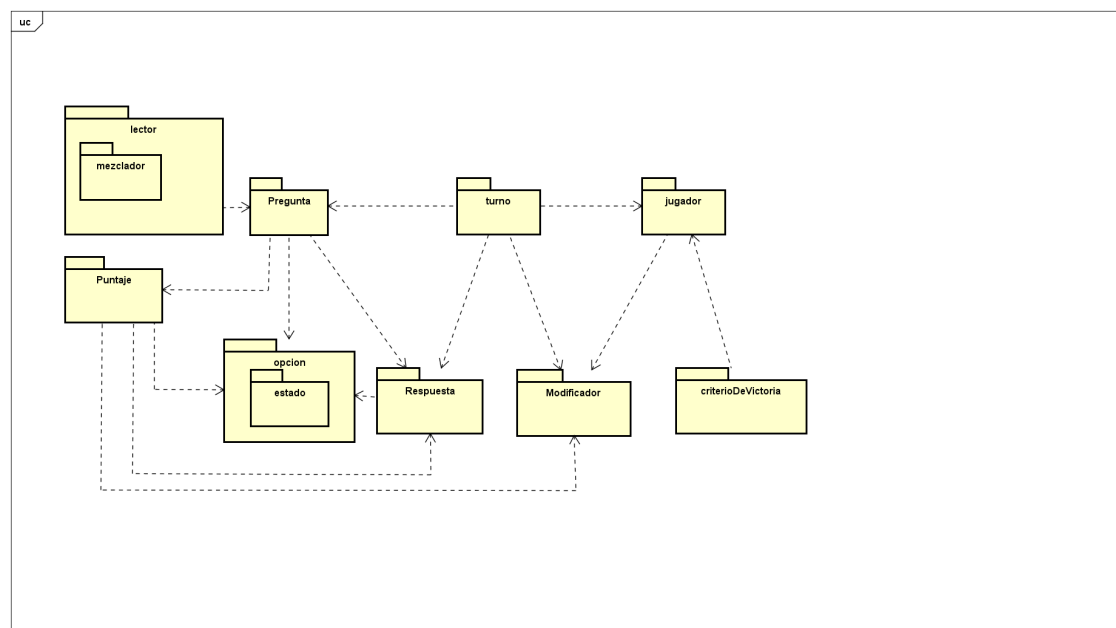 uc
lector
mezclador
Pregunta
turno
jugador
Puntaje
opcion
estado
Respuesta
Modificador
criterioDeVictoria